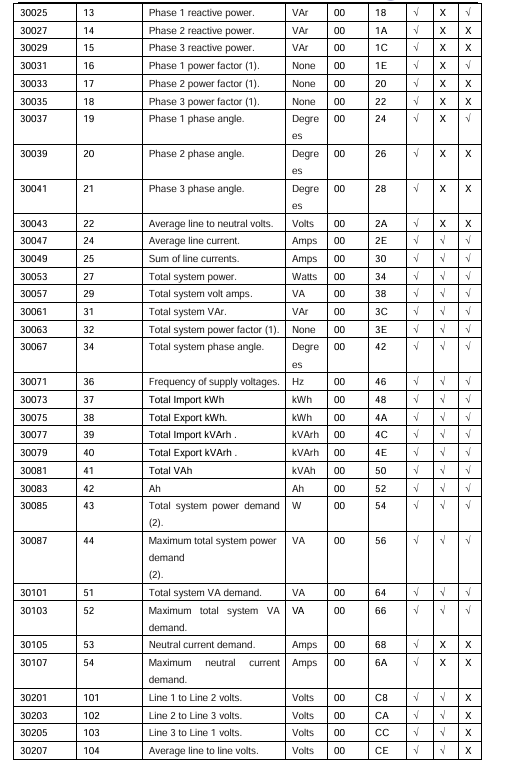 30025 13 Phase 1 reactive power. VAr 00 18 √ X √
30027 14 Phase 2 reactive power. VAr 00 1A √ X X
30029 15 Phase 3 reactive power. VAr 00 1C √ X X
30031 16 Phase 1 power factor (1). None 00 1E √ X √
30033 17 Phase 2 power factor (1). None 00 20 √ X X
30035 18 Phase 3 power factor (1). None 00 22 √ X X
30037 19 Phase 1 phase angle. Degre 00 24 √ X √
es
30039 20 Phase 2 phase angle. Degre 00 26 √ X X
es
30041 21 Phase 3 phase angle. Degre 00 28 √ X X
es
30043 22 Average line to neutral volts. Volts 00 2A √ X X
30047 24 Average line current. Amps 00 2E √ √ √
30049 25 Sum of line currents. Amps 00 30 √ √ √
30053 27 Total system power. Watts 00 34 √ √ √
30057 29 Total system volt amps. VA 00 38 √ √ √
30061 31 Total system VAr. VAr 00 3C √ √ √
30063 32 Total system power factor (1). None 00 3E √ √ √
30067 34 Total system phase angle. Degre 00 42 √ √ √
es
30071 36 Frequency of supply voltages. Hz 00 46 √ √ √
30073 37 Total Import kWh kWh 00 48 √ √ √
30075 38 Total Export kWh. kWh 00 4A √ √ √
30077 39 Total Import kVArh . kVArh 00 4C √ √ √
30079 40 Total Export kVArh . kVArh 00 4E √ √ √
30081 41 Total VAh kVAh 00 50 √ √ √
30083 42 Ah Ah 00 52 √ √ √
30085 43 Total system power demand W 00 54 √ √ √
(2).
30087 44 Maximum total system power VA 00 56 √ √ √
demand
(2).
30101 51 Total system VA demand. VA 00 64 √ √ √
30103 52 Maximum total system VA VA 00 66 √ √ √
demand.
30105 53 Neutral current demand. Amps 00 68 √ X X
30107 54 Maximum neutral current Amps 00 6A √ X X
demand.
30201 101 Line 1 to Line 2 volts. Volts 00 C8 √ √ X
30203 102 Line 2 to Line 3 volts. Volts 00 CA √ √ X
30205 103 Line 3 to Line 1 volts. Volts 00 CC √ √ X
30207 104 Average line to line volts. Volts 00 CE √ √ X